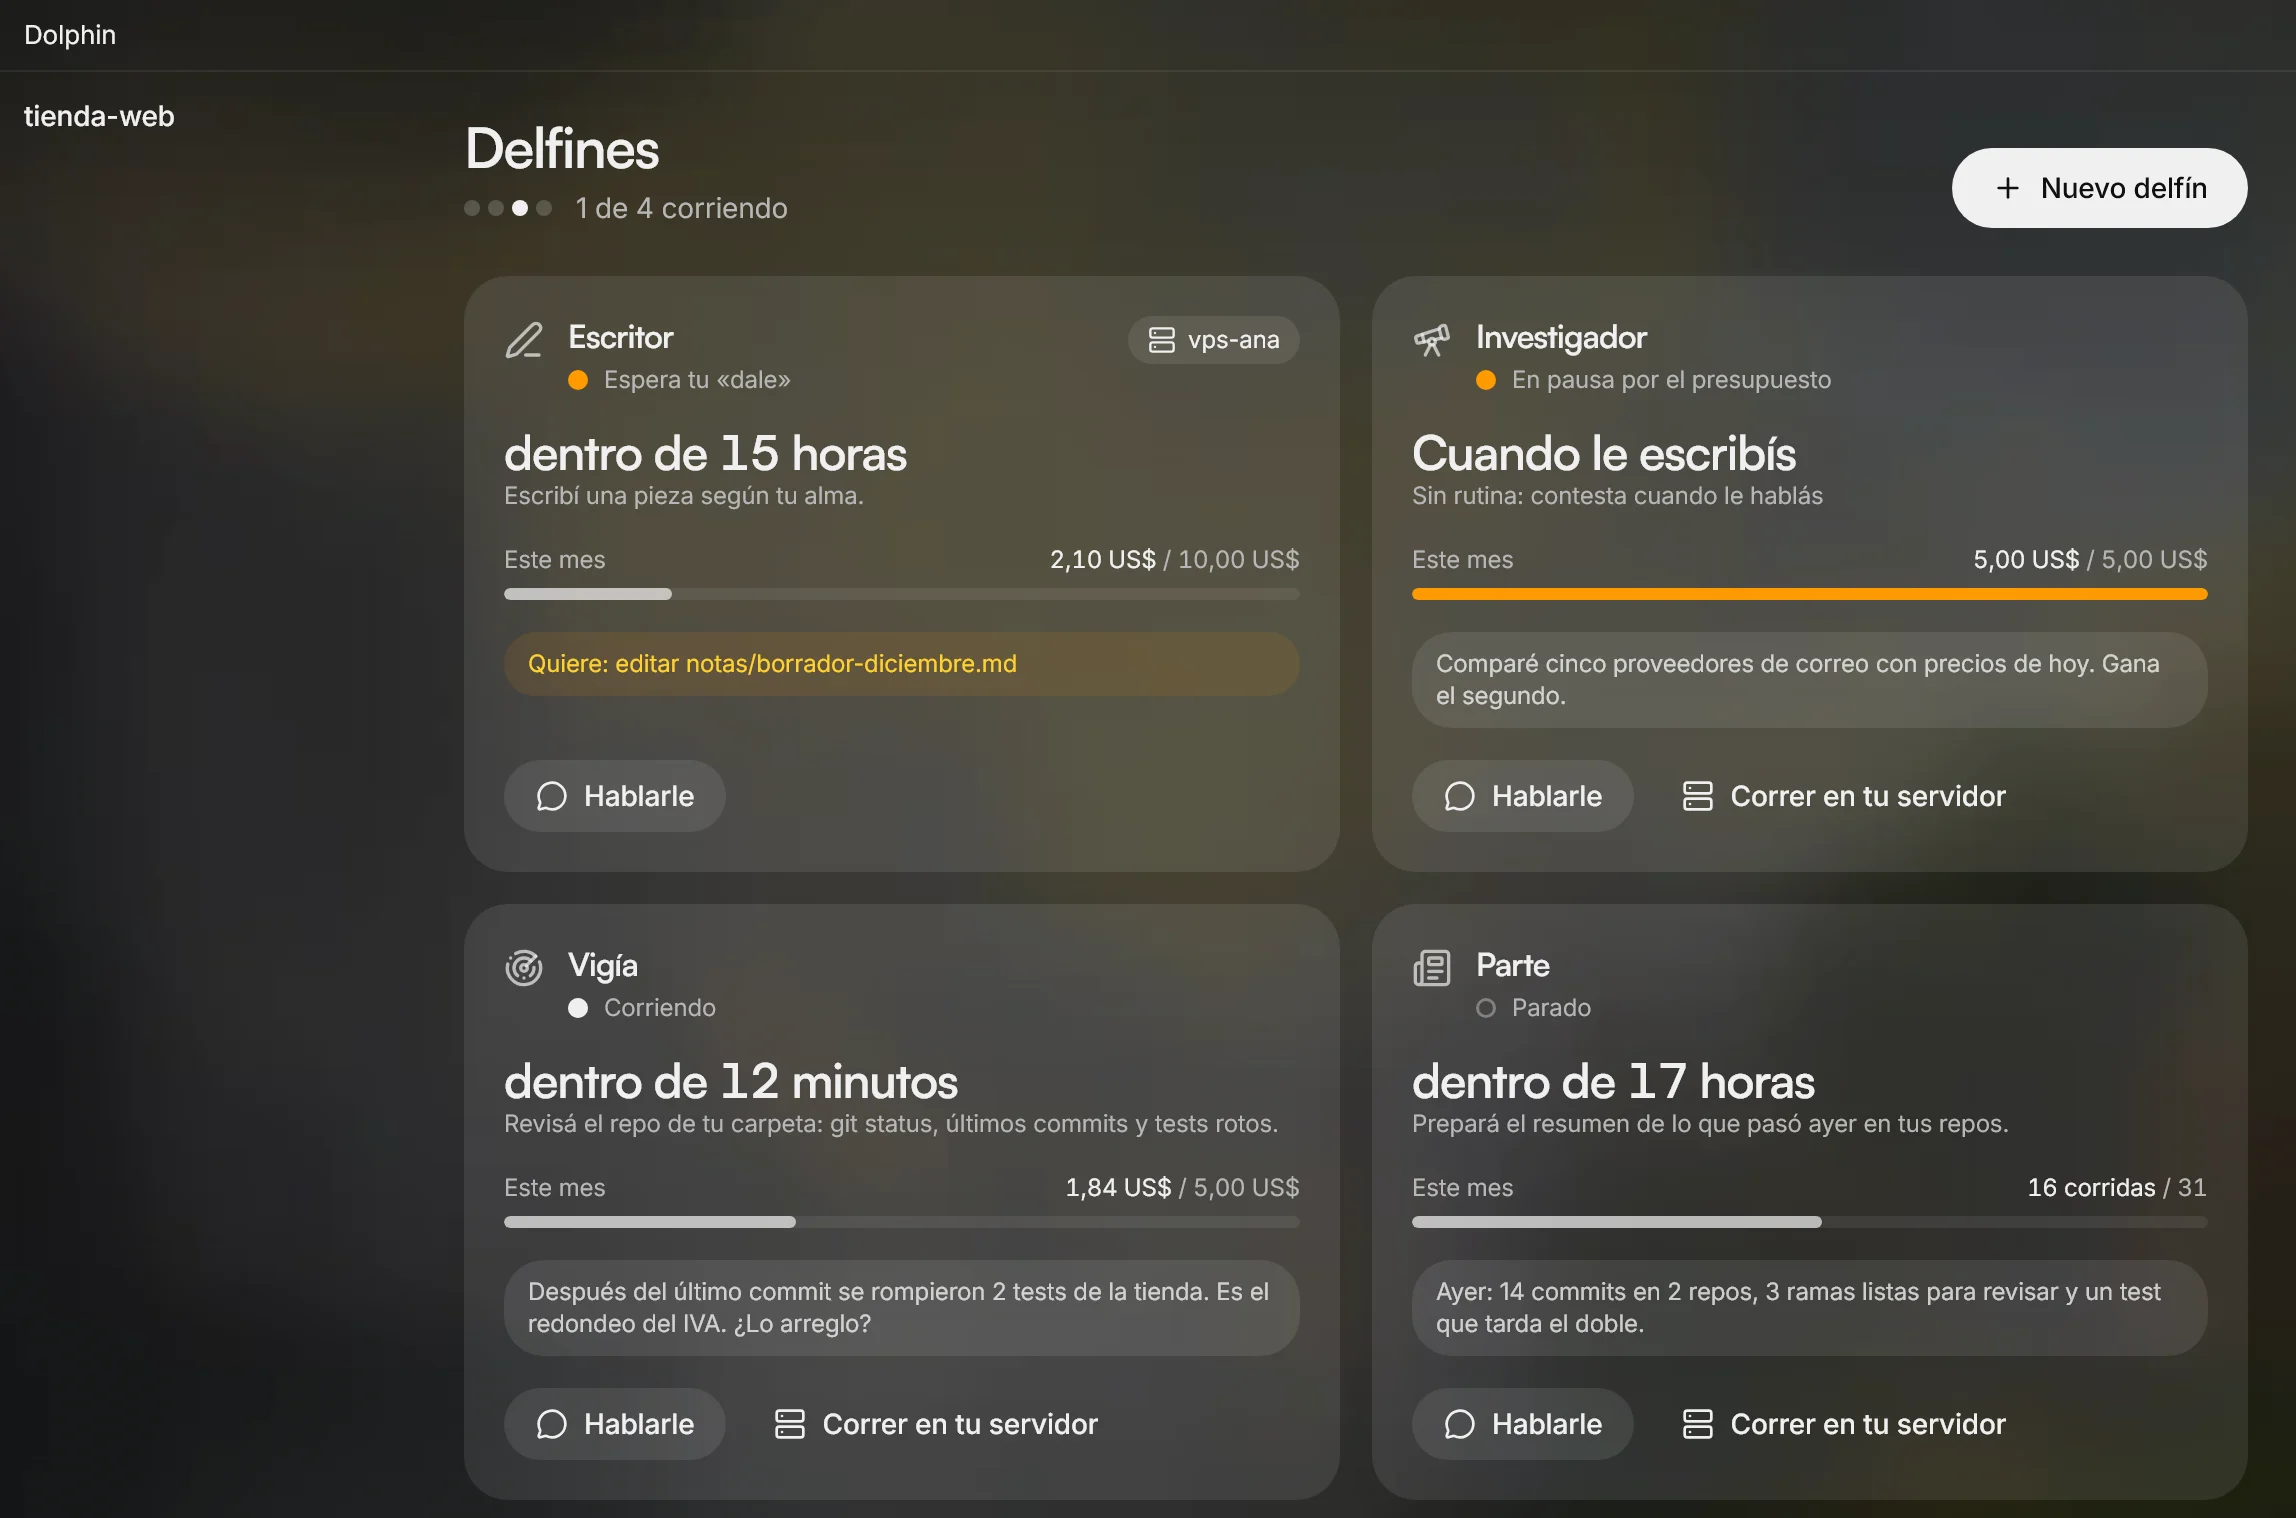 Dolphin
tienda-web
Delfines
1 de 4 corriendo
+ Nuevo delfín
Escritor
vps-ana
Espera tu «dale»
dentro de 15 horas
Escribí una pieza según tu alma.
Este mes 2,10 US$ / 10,00 US$
Quiere: editar notas/borrador-diciembre.md
Hablarle
Investigador
En pausa por el presupuesto
Cuando le escribís
Sin rutina: contesta cuando le hablás
Este mes 5,00 US$ / 5,00 US$
Comparé cinco proveedores de correo con precios de hoy. Gana
el segundo.
Hablarle Correr en tu servidor
Vigía
Corriendo
dentro de 12 minutos
Revisá el repo de tu carpeta: git status, últimos commits y tests rotos.
Este mes 1,84 US$ / 5,00 US$
Después del último commit se rompieron 2 tests de la tienda. Es el
redondeo del IVA. ¿Lo arreglo?
Hablarle Correr en tu servidor
Parte
Parado
dentro de 17 horas
Prepará el resumen de lo que pasó ayer en tus repos.
Este mes 16 corridas / 31
Ayer: 14 commits en 2 repos, 3 ramas listas para revisar y un test
que tarda el doble.
Hablarle Correr en tu servidor